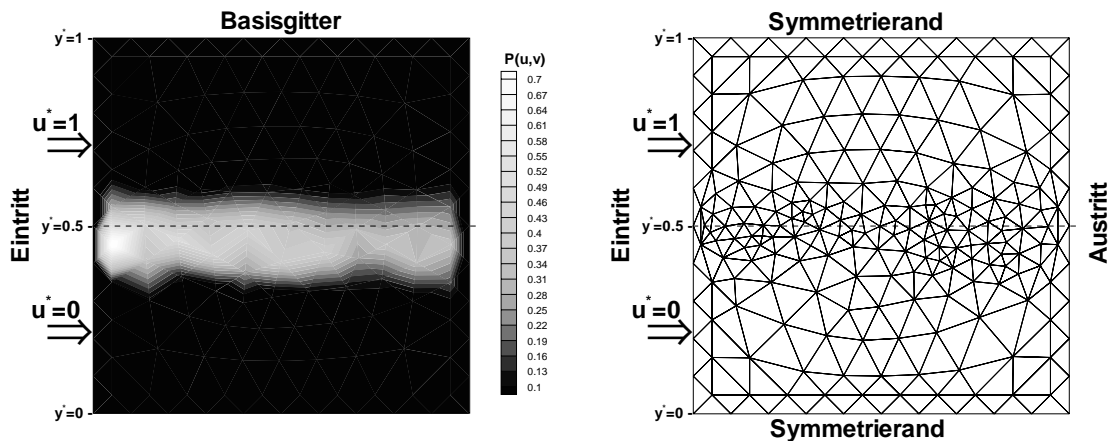 Basisgitter
y*=1
u*=1
Eintritt
y*=0.5
u*=0
y*=0
P(u,v)
0.7
0.67
0.64
0.61
0.58
0.55
0.52
0.49
0.46
0.43
0.4
0.37
0.34
0.31
0.28
0.25
0.22
0.19
0.16
0.13
0.1
Symmetrierand
y*=1
u*=1
Eintritt
y*=0.5
u*=0
y*=0
Austritt
Symmetrierand